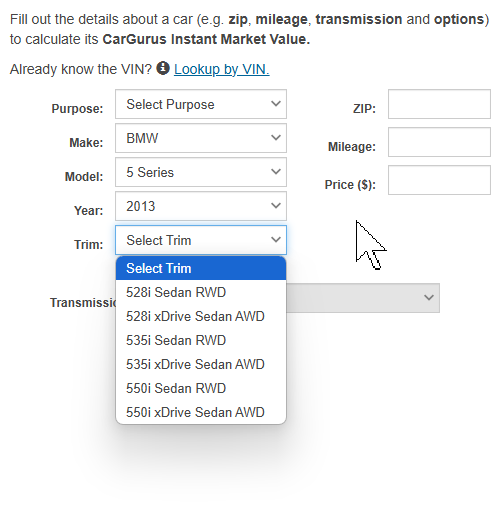 Fill out the details about a car (e.g. zip, mileage, transmission and options)
to calculate its CarGurus Instant Market Value.
Already know the VIN? Lookup by VIN.
Purpose: Select Purpose ZIP:
Make: BMW Mileage:
Model: 5 Series Price ($):
Year: 2013
Trim: Select Trim
Select Trim
528i Sedan RWD
528i xDrive Sedan AWD
535i Sedan RWD
535i xDrive Sedan AWD
550i Sedan RWD
550i xDrive Sedan AWD